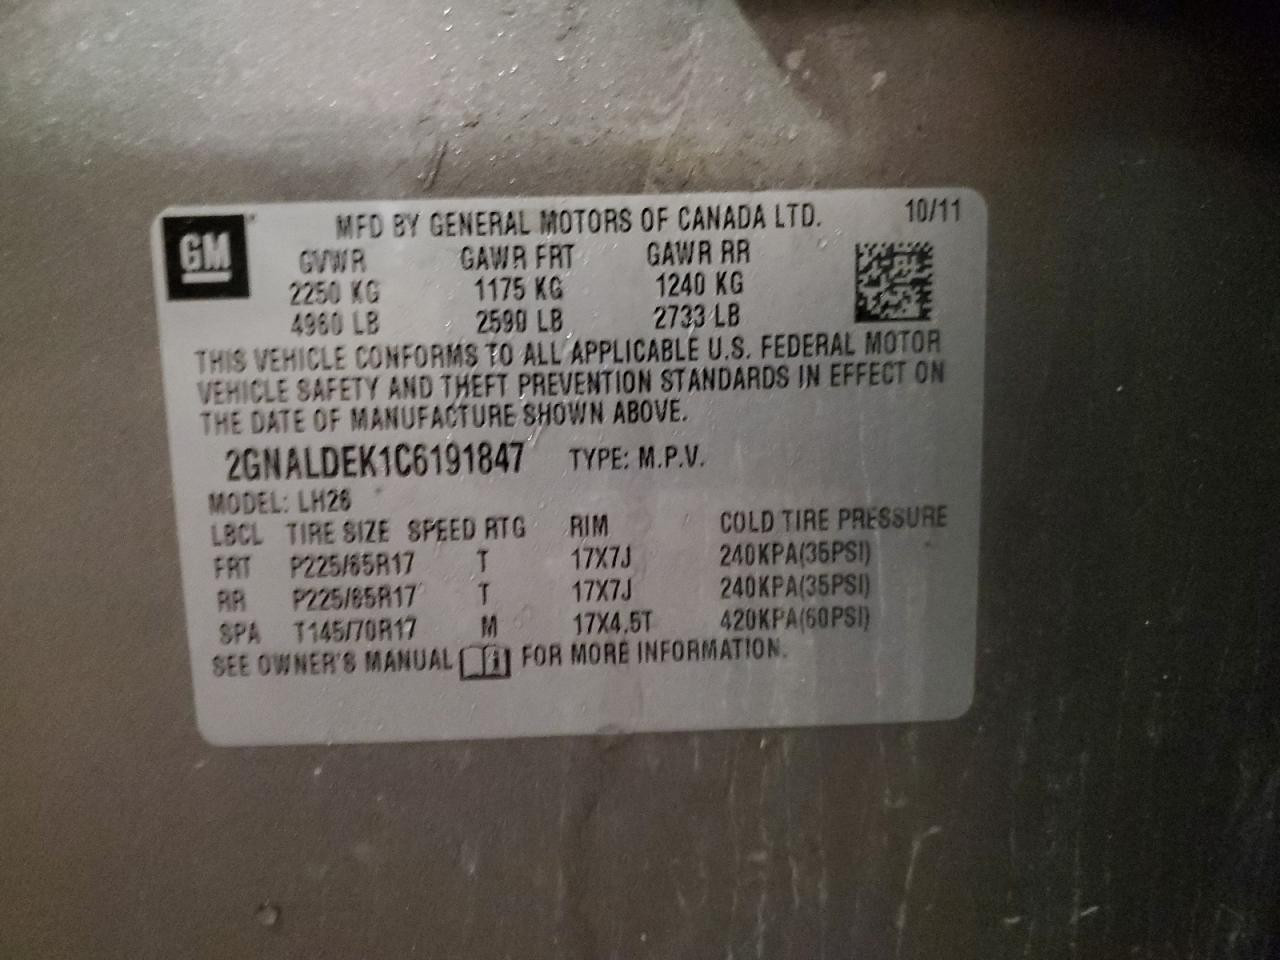 GM MFD BY GENERAL MOTORS OF CANADA LTD. 10/11
GVWR GAWR FRT GAWR RR
2250 KG 1175 KG 1240 KG
4960 LB 2590 LB 2733 LB
THIS VEHICLE CONFORMS TO ALL APPLICABLE U.S. FEDERAL MOTOR
VEHICLE SAFETY AND THEFT PREVENTION STANDARDS IN EFFECT ON
THE DATE OF MANUFACTURE SHOWN ABOVE.
2GNALDEK1C6191847 TYPE: M.P.V.
MODEL: LH26
LBCL TIRE SIZE SPEED RTG RIM COLD TIRE PRESSURE
FRT P225/65R17 T 17X7J 240KPA(35PSI)
RR P225/65R17 T 17X7J 240KPA(35PSI)
SPA T145/70R17 M 17X4.5T 420KPA(60PSI)
SEE OWNER'S MANUAL i FOR MORE INFORMATION.